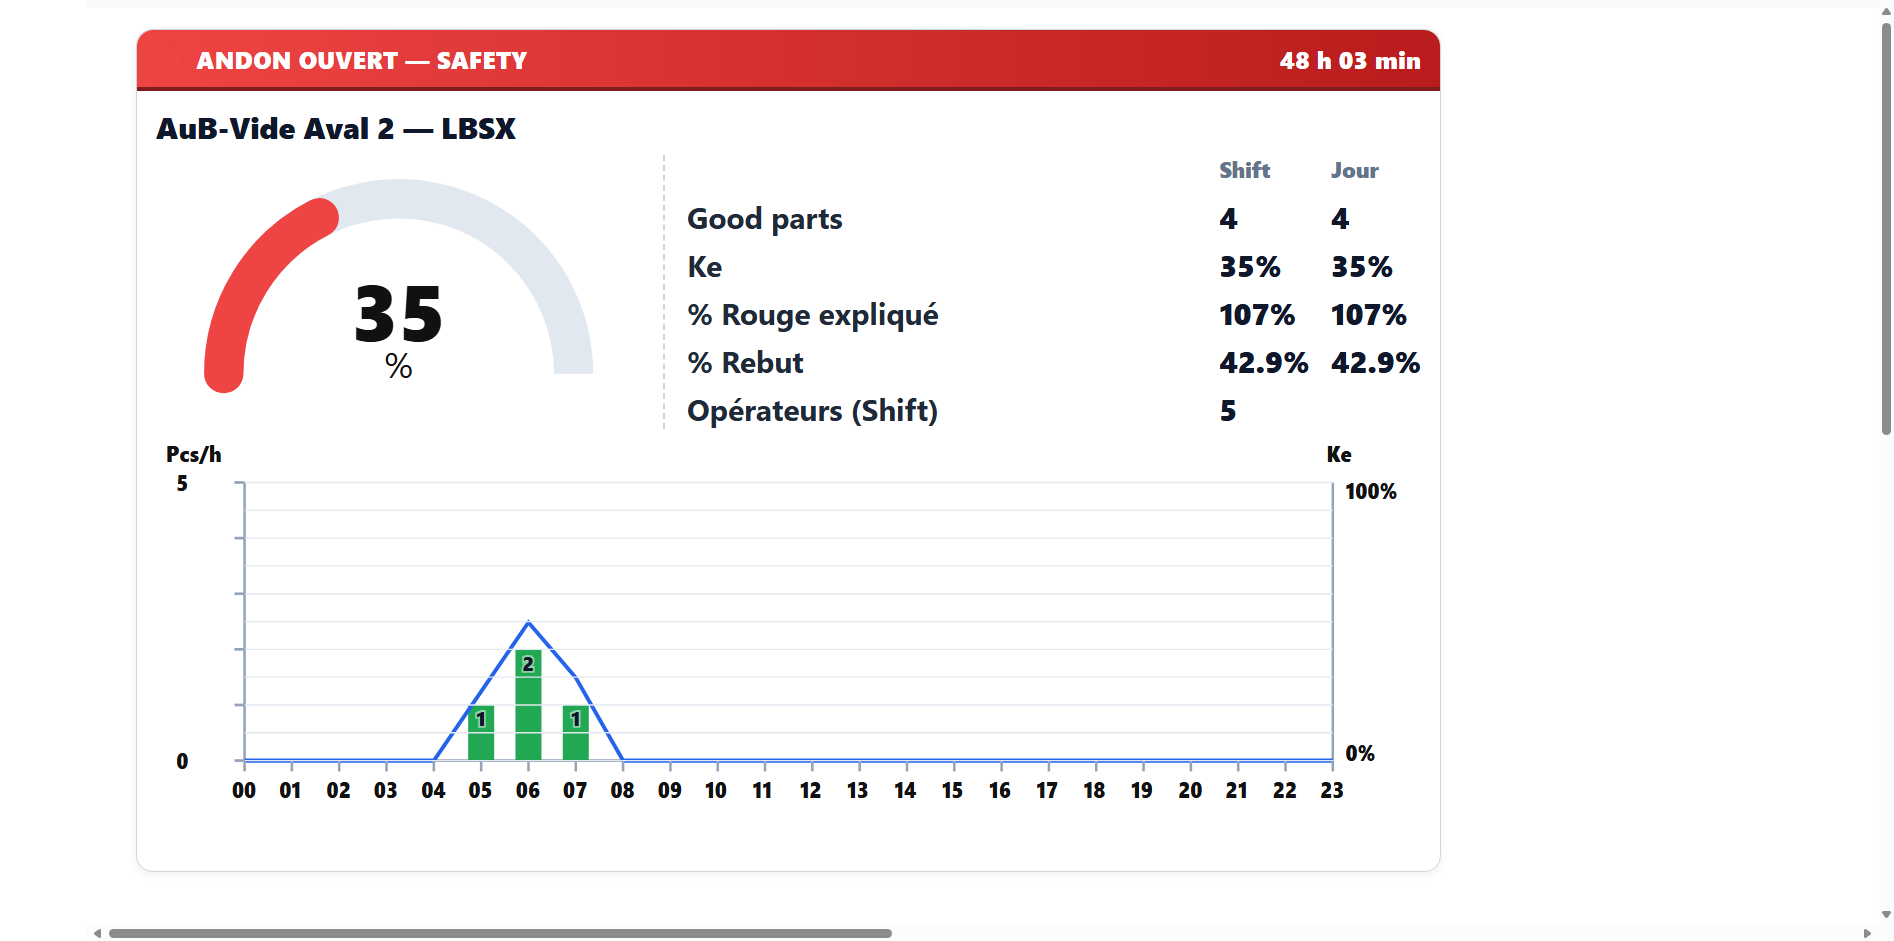 ANDON OUVERT — SAFETY 48 h 03 min
AuB-Vide Aval 2 — LBSX
35
%
Shift Jour
Good parts 4 4
Ke 35% 35%
% Rouge expliqué 107% 107%
% Rebut 42.9% 42.9%
Opérateurs (Shift) 5
Pcs/h Ke
5 100%
2
1 1
0 0%
00 01 02 03 04 05 06 07 08 09 10 11 12 13 14 15 16 17 18 19 20 21 22 23